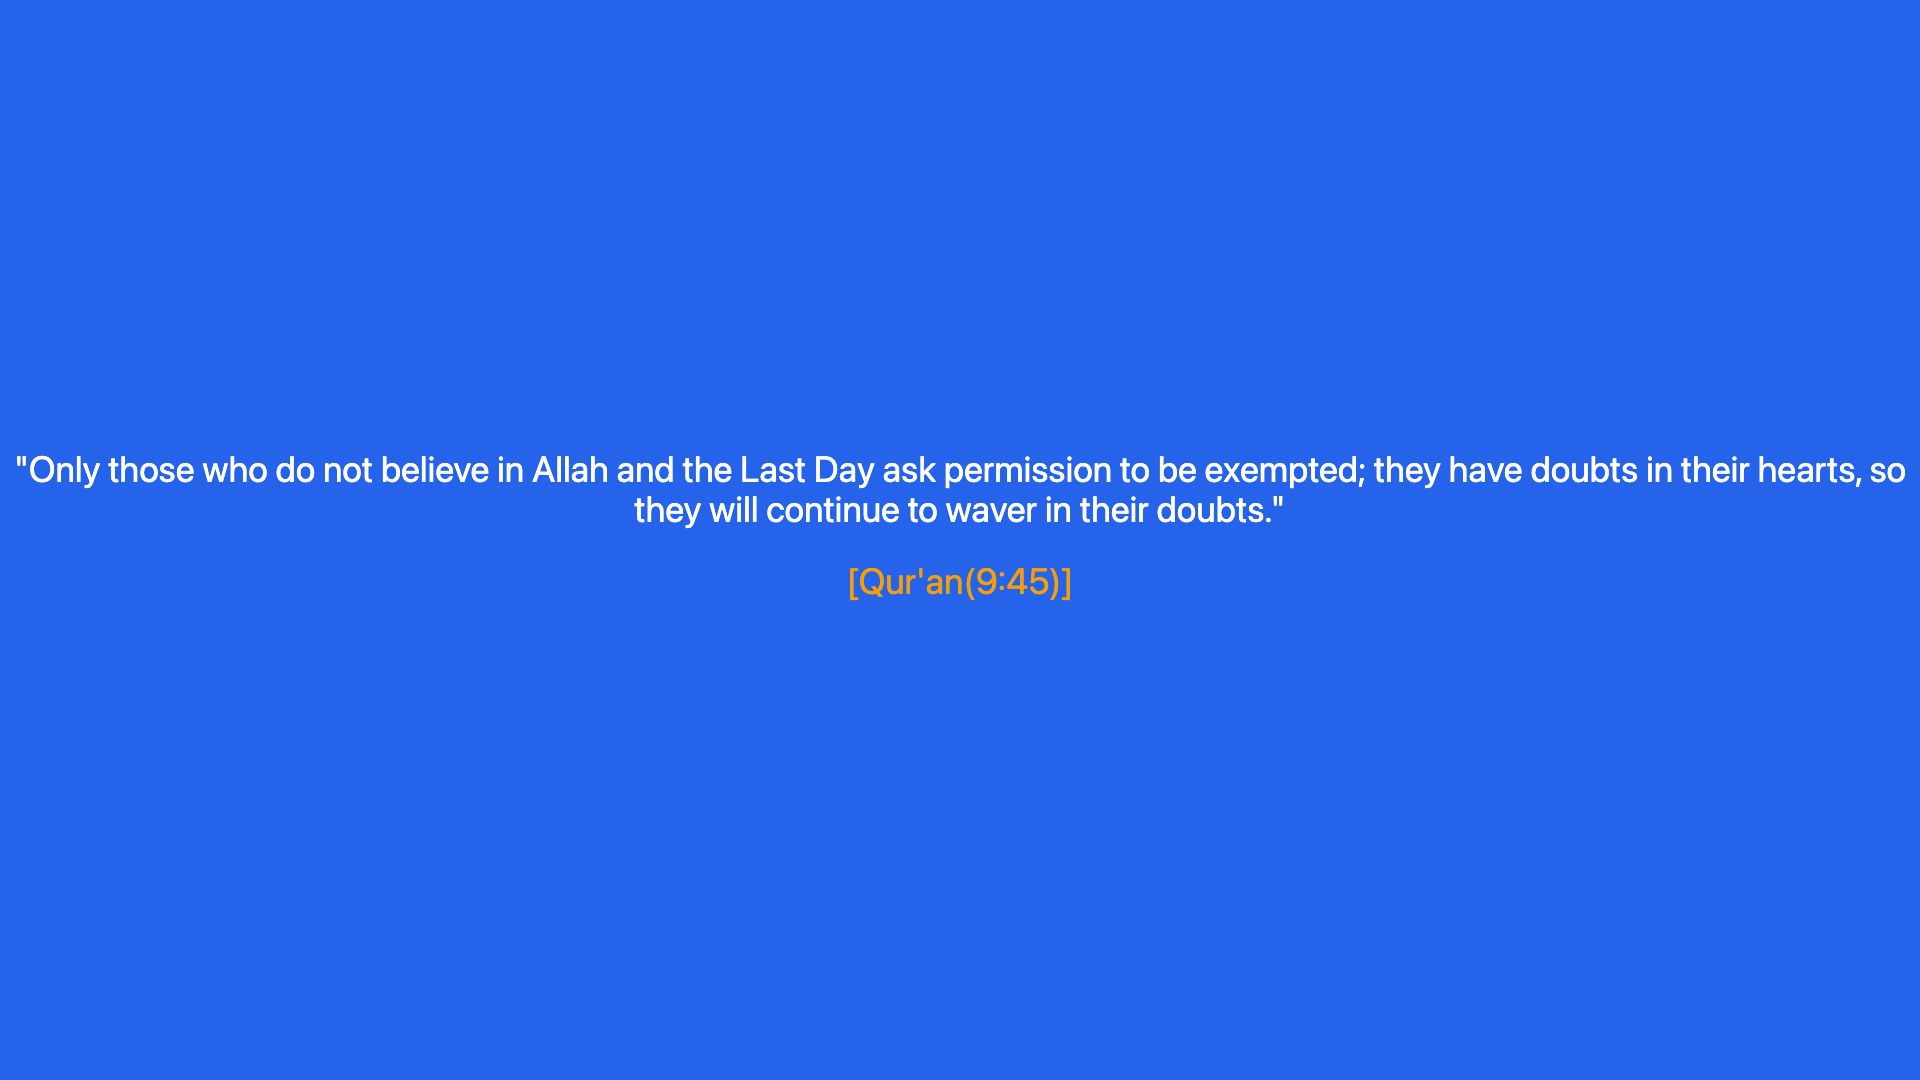 "Only those who do not believe in Allah and the Last Day ask permission to be exempted; they have doubts in their hearts, so
they will continue to waver in their doubts."
[Qur'an(9:45)]